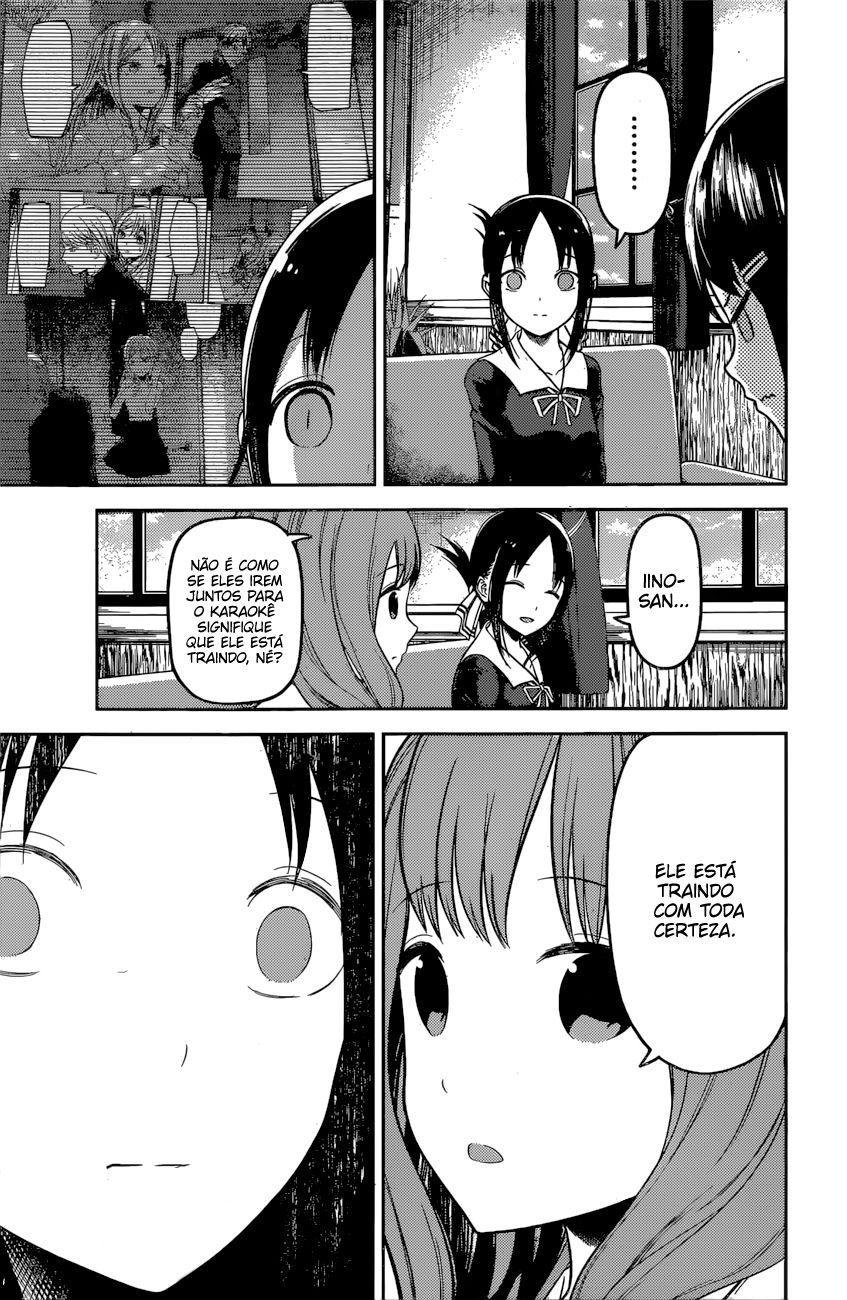 .........
IINO-
SAN...
NÃO É COMO
SE ELES IREM
JUNTOS PARA
O KARAOKÊ
SIGNIFIQUE
QUE ELE ESTÁ
TRAINDO, NÉ?
ELE ESTÁ
TRAINDO
COM TODA
CERTEZA.